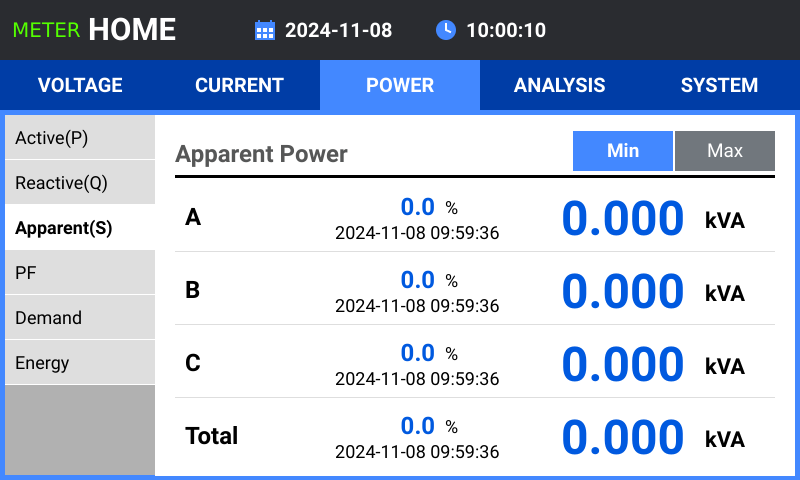 METER HOME 2024-11-08 10:00:10
VOLTAGE CURRENT POWER ANALYSIS SYSTEM
Active(P)
Reactive(Q)
Apparent(S)
PF
Demand
Energy
Apparent Power Min Max
A 0.0 % 0.000 kVA
2024-11-08 09:59:36
B 0.0 % 0.000 kVA
2024-11-08 09:59:36
C 0.0 % 0.000 kVA
2024-11-08 09:59:36
Total 0.0 % 0.000 kVA
2024-11-08 09:59:36